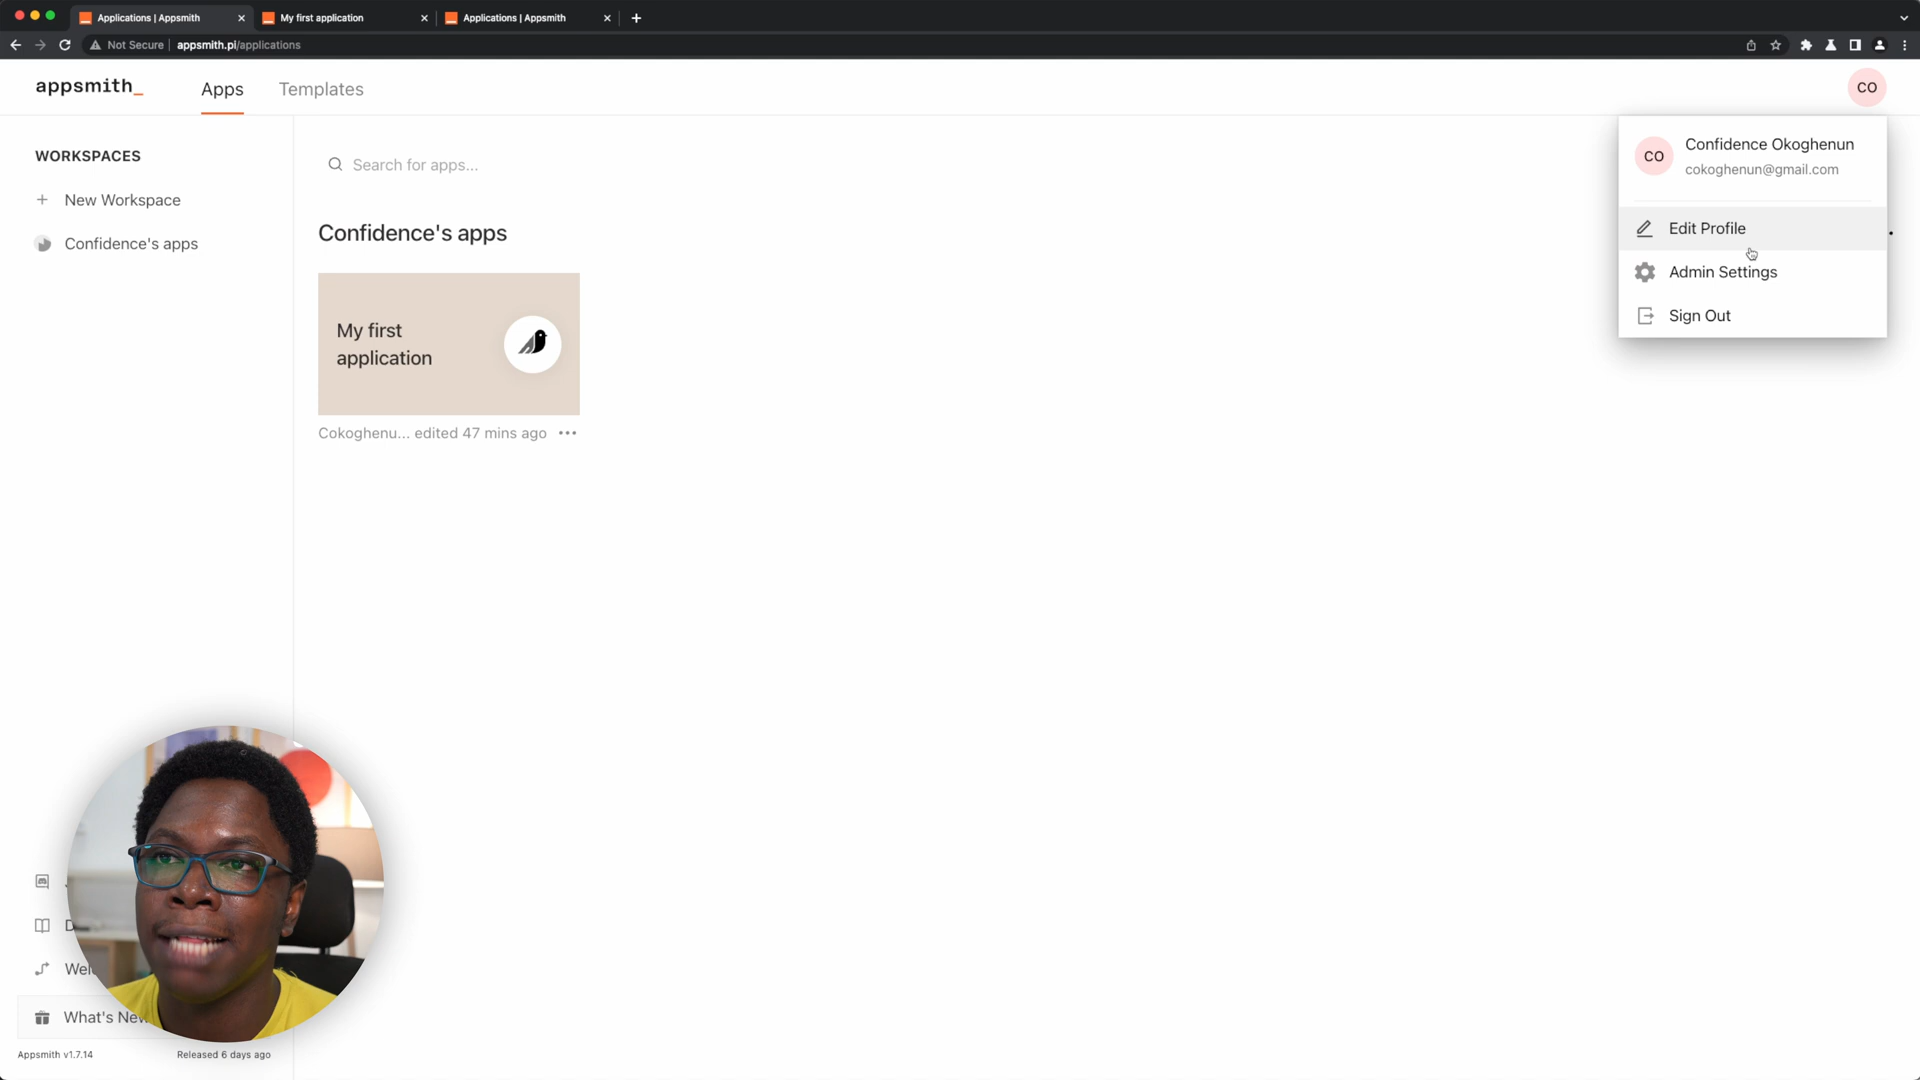 Applications | Appsmith
My first application
Applications | Appsmith
Not Secure
appsmith.pi/applications
appsmith_
Apps
Templates
CO
WORKSPACES
New Workspace
Confidence's apps
Search for apps...
Confidence's apps
My first
application
Cokoghenu... edited 47 mins ago
CO
Confidence Okoghenun
cokoghenun@gmail.com
Edit Profile
Admin Settings
Sign Out
What's New
Appsmith v1.7.14
Released 6 days ago